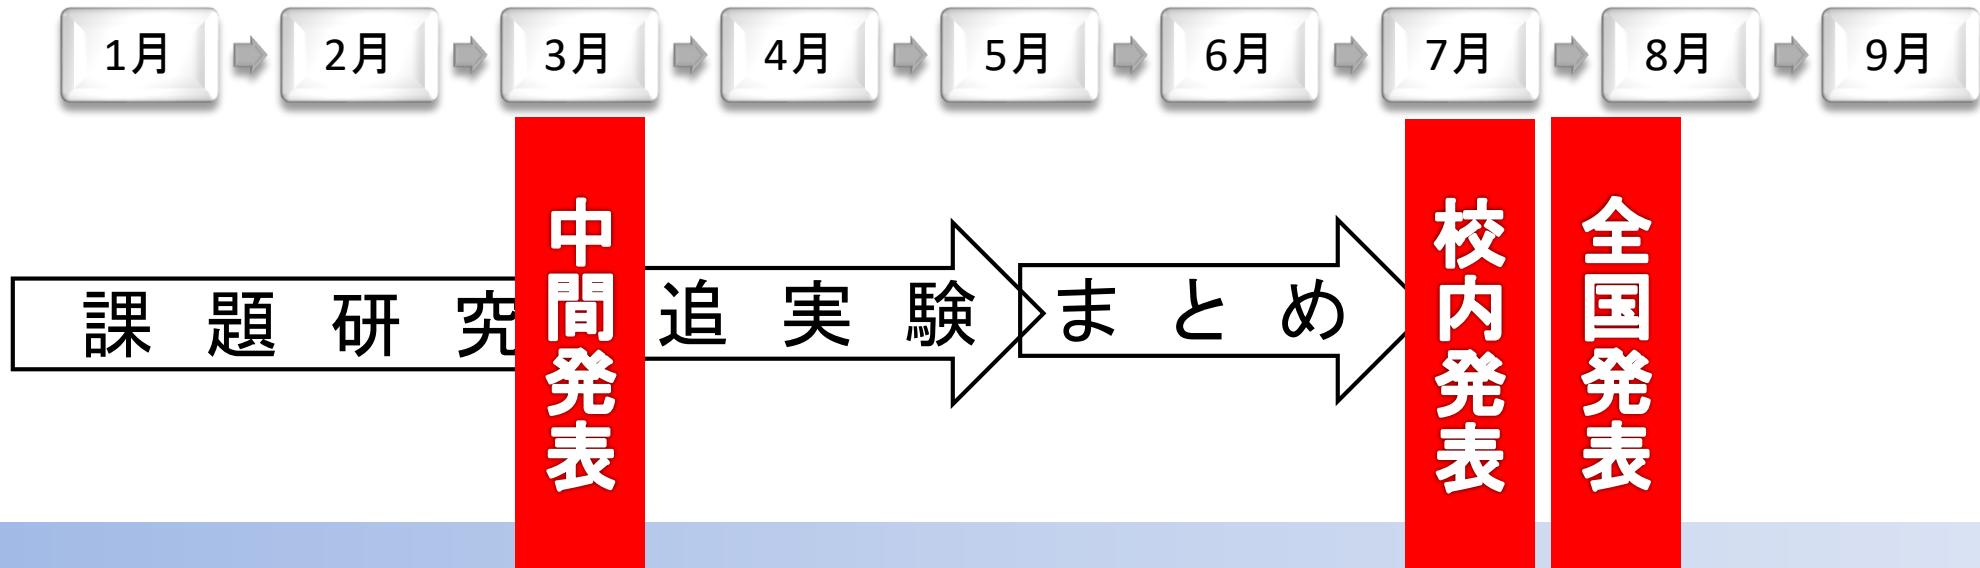 1月 2月 3月 4月 5月 6月 7月 8月 9月
課題研究
中間発表
追実験
まとめ
校内発表
全国発表